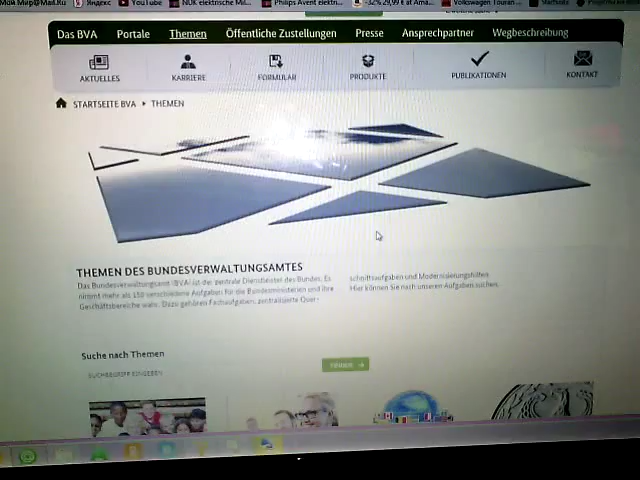 Мой Мир@Mail.Ru Яндекс YouTube NUK elektrische Mil... Philips Avent elektri... -32% 29,99 € at Ama... Volkswagen Touran ... Startseite
Das BVA Portale Themen Öffentliche Zustellungen Presse Ansprechpartner Wegbeschreibung
AKTUELLES KARRIERE FORMULAR PRODUKTE PUBLIKATIONEN KONTAKT
STARTSEITE BVA THEMEN
THEMEN DES BUNDESVERWALTUNGSAMTES
Das Bundesverwaltungsamt (BVA) ist der zentrale Dienstleister des Bundes. Es
nimmt mehr als 150 verschiedene Aufgaben für die Bundesministerien und ihre
Geschäftsbereiche wahr. Dazu gehören Fachaufgaben, zentralisierte Quer-
schnittsaufgaben und Modernisierungshilfen.
Hier können Sie nach unseren Aufgaben suchen.
Suche nach Themen
SUCHBEGRIFF EINGEBEN
FINDEN